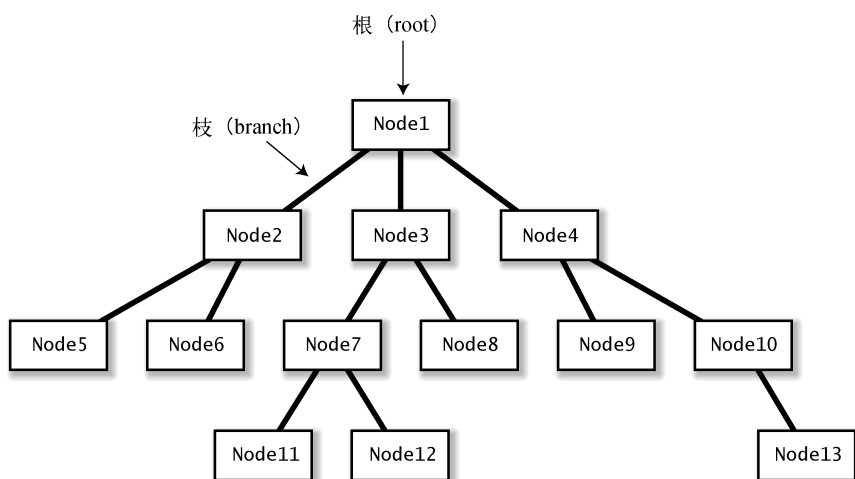 根（root）
Node1
枝（branch）
Node2
Node3
Node4
Node5
Node6
Node7
Node8
Node9
Node10
Node11
Node12
Node13